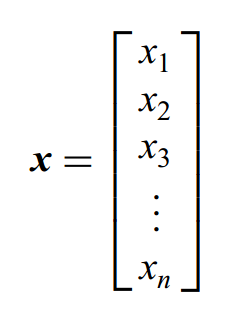 x₁
x₂
x = x₃
⋮
xₙ